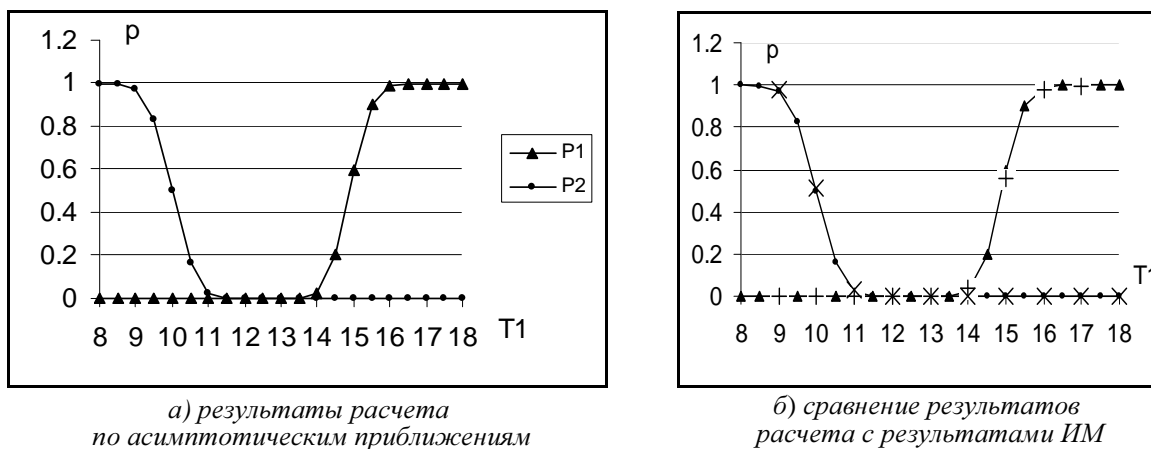 1.2
p
1
0.8
0.6
0.4
0.2
0
8 9 10 11 12 13 14 15 16 17 18
T1
P1
P2
а) результаты расчета
по асимптотическим приближениям
1.2
p
1
0.8
0.6
0.4
0.2
0
T1
8 9 10 11 12 13 14 15 16 17 18
б) сравнение результатов
расчета с результатами ИМ